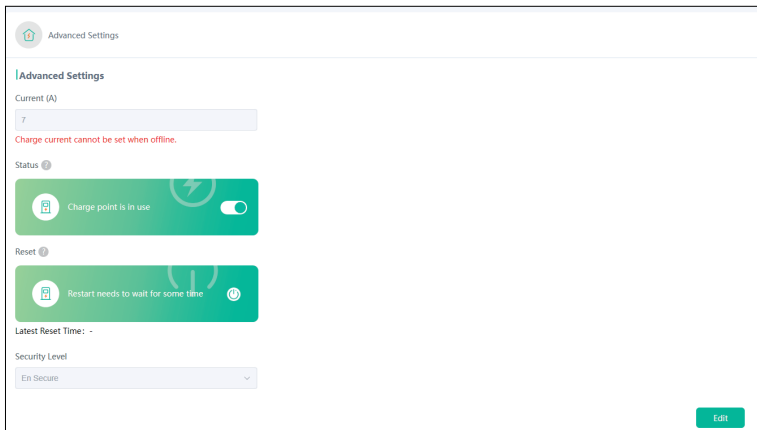 Advanced Settings
Advanced Settings
Current (A)
7
Charge current cannot be set when offline.
Status ?
Charge point is in use
Reset ?
Restart needs to wait for some time
Latest Reset Time: -
Security Level
En Secure
Edit